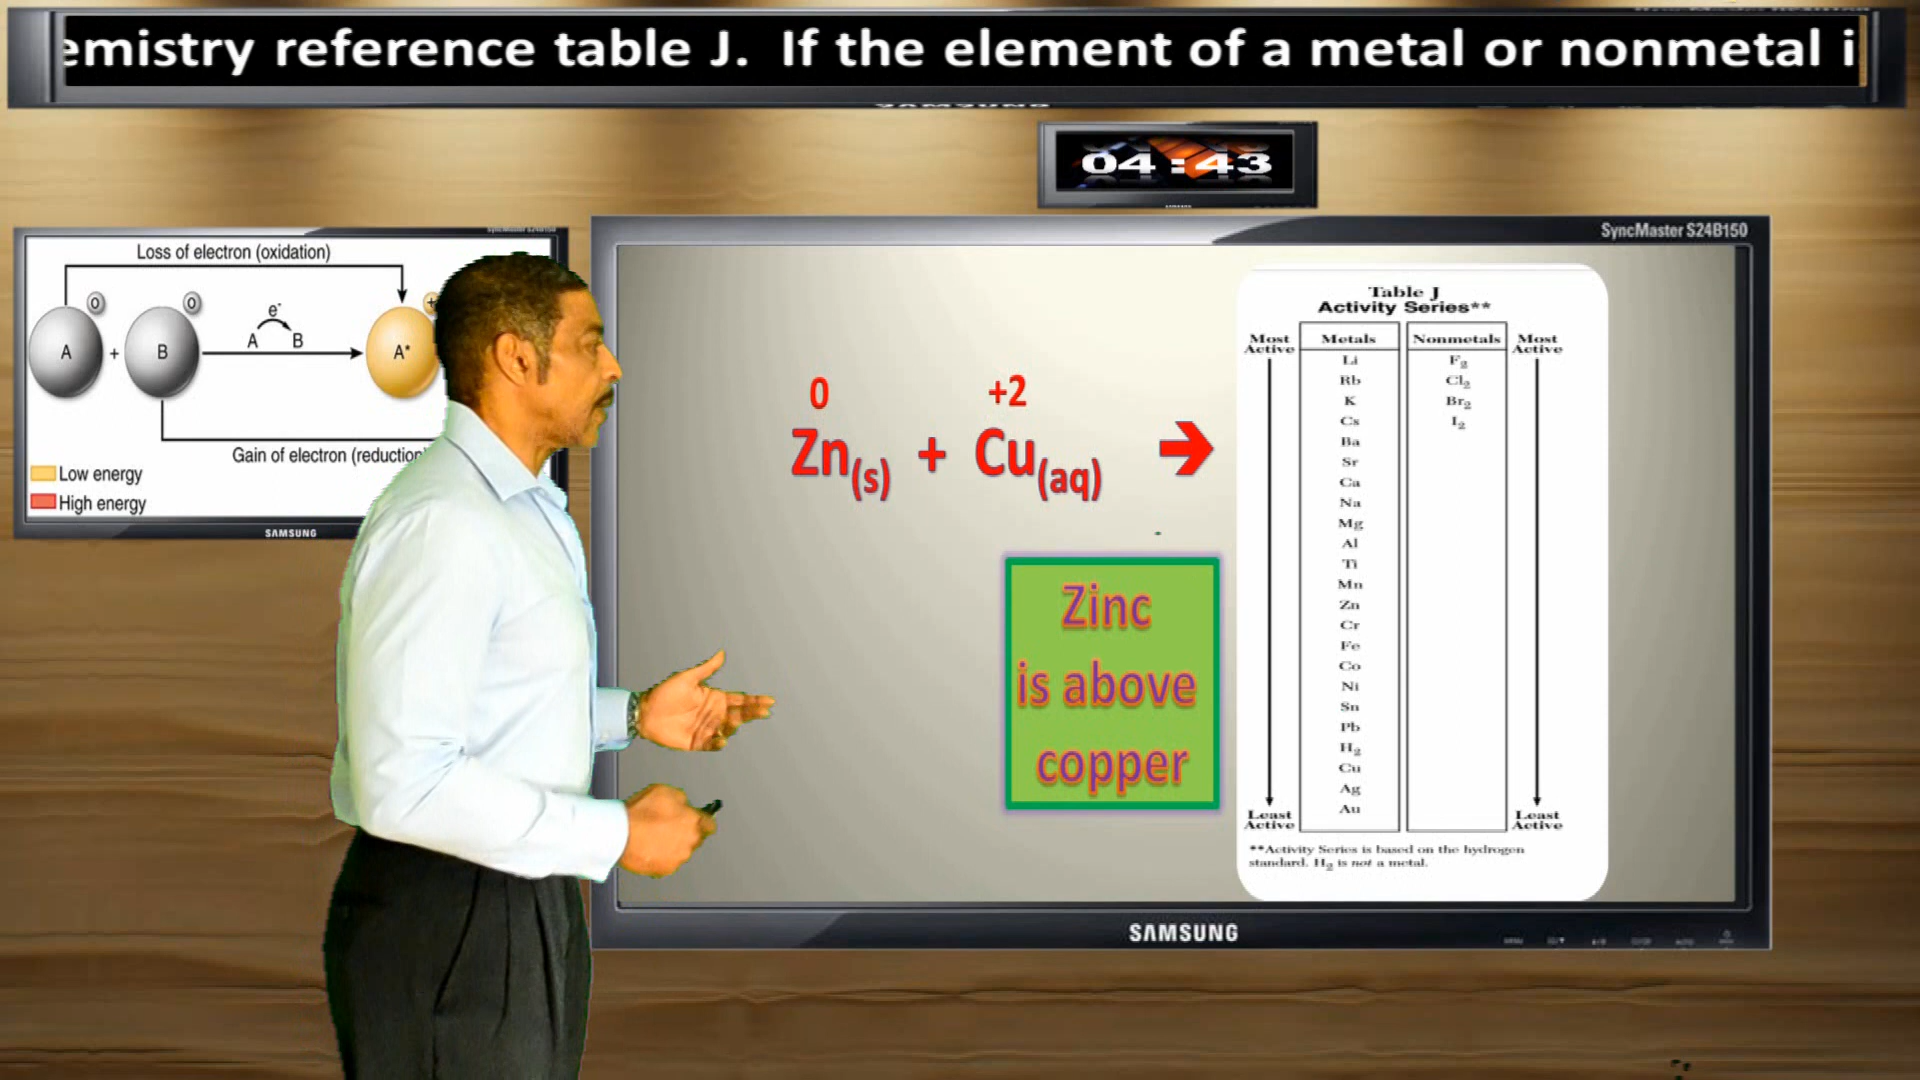 emistry reference table J. If the element of a metal or nonmetal i
SAMSUNG
04:43
SyncMaster S24B150
Loss of electron (oxidation)
0
0
+
e-
A
B
A
+
B
A*
Gain of electron (reduction)
Low energy
High energy
SAMSUNG
0
+2
Zn(s) + Cu(aq) ➔
Zinc
is above
copper
Table J
Activity Series**
Most Active
Metals
Nonmetals
Most Active
Li
F2
Rb
Cl2
K
Br2
Cs
I2
Ba
Sr
Ca
Na
Mg
Al
Ti
Mn
Zn
Cr
Fe
Co
Ni
Sn
Pb
H2
Cu
Ag
Au
Least Active
Least Active
**Activity Series is based on the hydrogen
standard. H2 is not a metal.
SAMSUNG